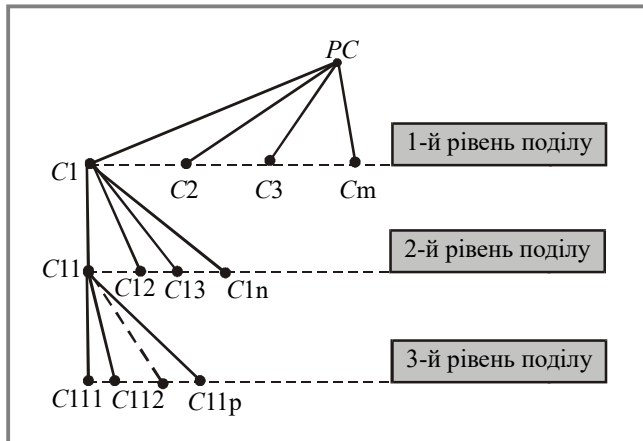 PC
1-й рівень поділу
C1
C2
C3
Cm
2-й рівень поділу
C11
C12
C13
C1n
3-й рівень поділу
C111
C112
C11p